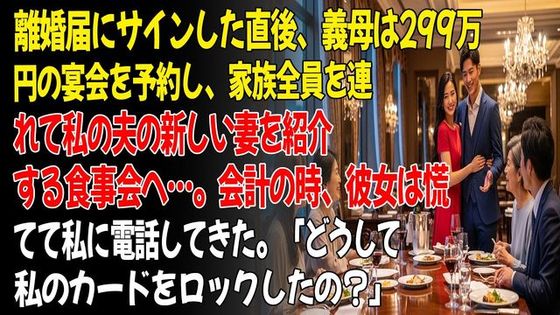 離婚届にサインした直後、義母は299万
円の宴会を予約し、家族全員を連
れて私の夫の新しい妻を紹介
する食事会へ…。会計の時、彼女は慌
てて私に電話してきた。「どうして
私のカードをロックしたの？」